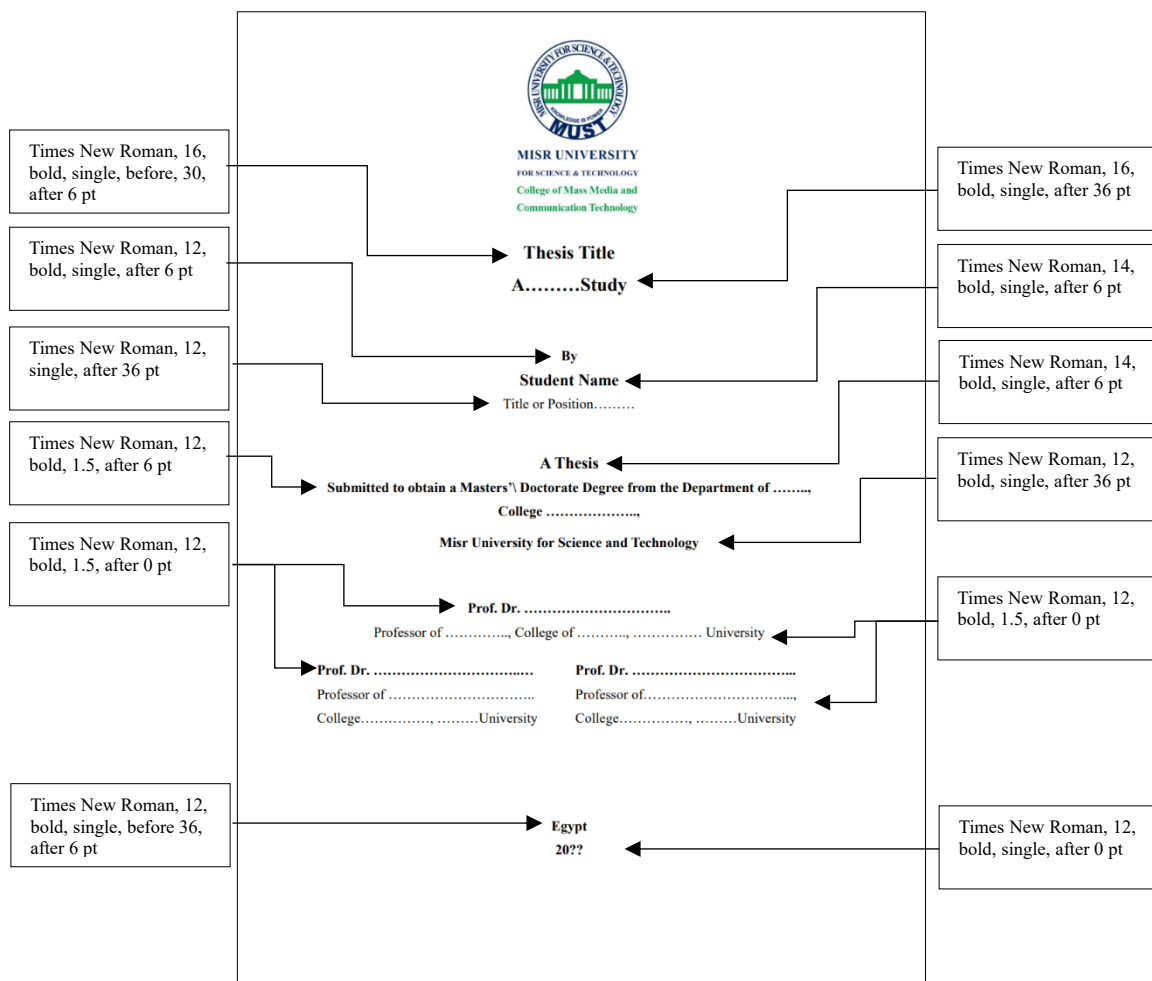 MISR UNIVERSITY FOR SCIENCE & TECHNOLOGY
KNOWLEDGE IS POWER
MUST
MISR UNIVERSITY
FOR SCIENCE & TECHNOLOGY
College of Mass Media and
Communication Technology
Times New Roman, 16,
bold, single, before, 30,
after 6 pt
Times New Roman, 16,
bold, single, after 36 pt
Thesis Title
A.........Study
Times New Roman, 12,
bold, single, after 6 pt
Times New Roman, 14,
bold, single, after 6 pt
By
Student Name
Title or Position.........
Times New Roman, 12,
single, after 36 pt
Times New Roman, 14,
bold, single, after 6 pt
A Thesis
Submitted to obtain a Masters'\ Doctorate Degree from the Department of ……..,
College ………………..,
Misr University for Science and Technology
Times New Roman, 12,
bold, 1.5, after 6 pt
Times New Roman, 12,
bold, single, after 36 pt
Times New Roman, 12,
bold, 1.5, after 0 pt
Times New Roman, 12,
bold, 1.5, after 0 pt
Prof. Dr. …………………………..
Professor of ………….., College of ……….., …………… University
Prof. Dr. …………………………..…
Professor of …………………………..
College……………, ………University
Prof. Dr. ……………………………...
Professor of…………………………...,
College……………, ………University
Times New Roman, 12,
bold, single, before 36,
after 6 pt
Times New Roman, 12,
bold, single, after 0 pt
Egypt
20??